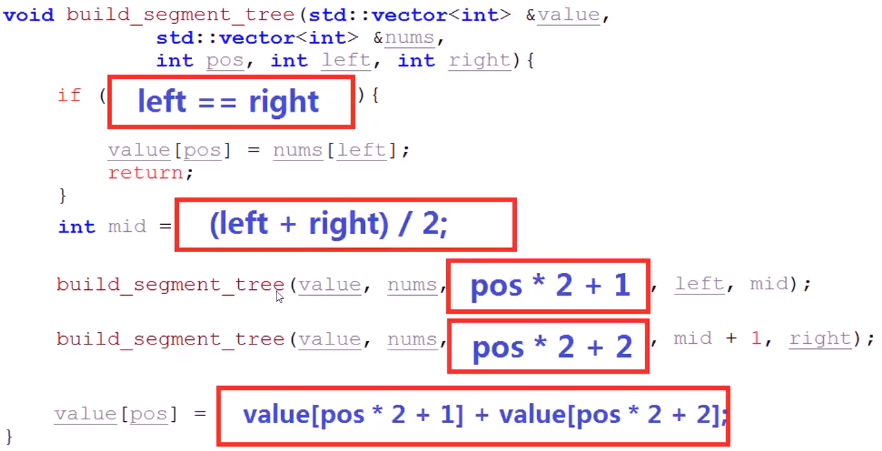 void build_segment_tree(std::vector<int> &value,
std::vector<int> &nums,
int pos, int left, int right){
if ( left == right ){
value[pos] = nums[left];
return;
}
int mid = (left + right) / 2;
build_segment_tree(value, nums, pos * 2 + 1 , left, mid);
build_segment_tree(value, nums, pos * 2 + 2 , mid + 1, right);
value[pos] = value[pos * 2 + 1] + value[pos * 2 + 2];
}